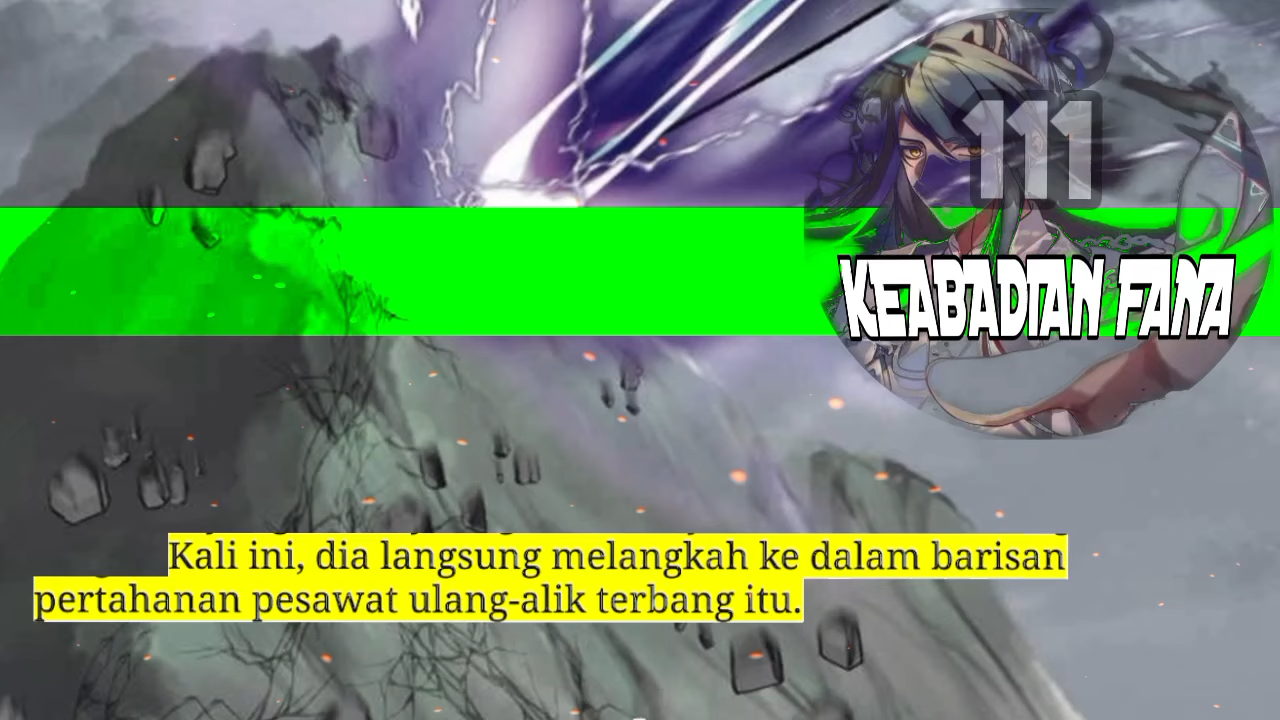 111
KEABADIAN FANA
Kali ini, dia langsung melangkah ke dalam barisan
pertahanan pesawat ulang-alik terbang itu.